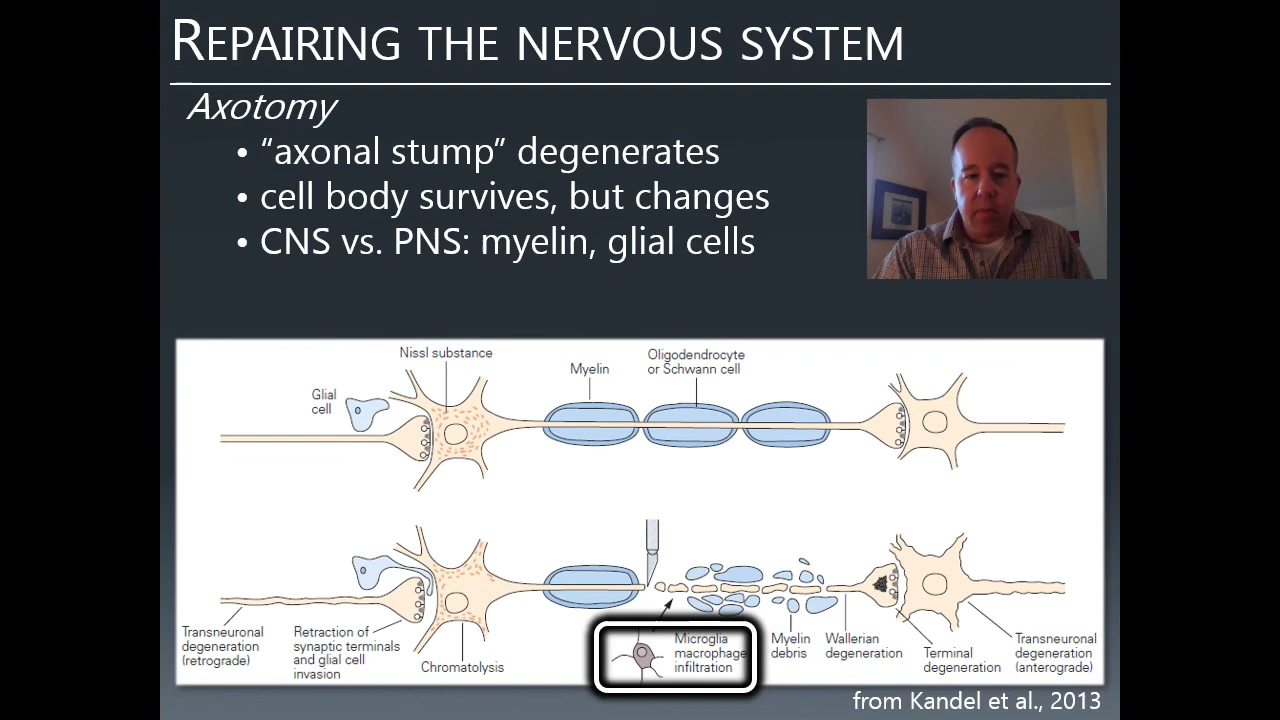 REPAIRING THE NERVOUS SYSTEM
Axotomy
• “axonal stump” degenerates
• cell body survives, but changes
• CNS vs. PNS: myelin, glial cells
Nissl substance
Glial
cell
Myelin
Oligodendrocyte
or Schwann cell
Transneuronal
degeneration
(retrograde)
Retraction of
synaptic terminals
and glial cell
invasion
Chromatolysis
Microglia
macrophage
infiltration
Myelin
debris
Wallerian
degeneration
Terminal
degeneration
Transneuronal
degeneration
(anterograde)
from Kandel et al., 2013